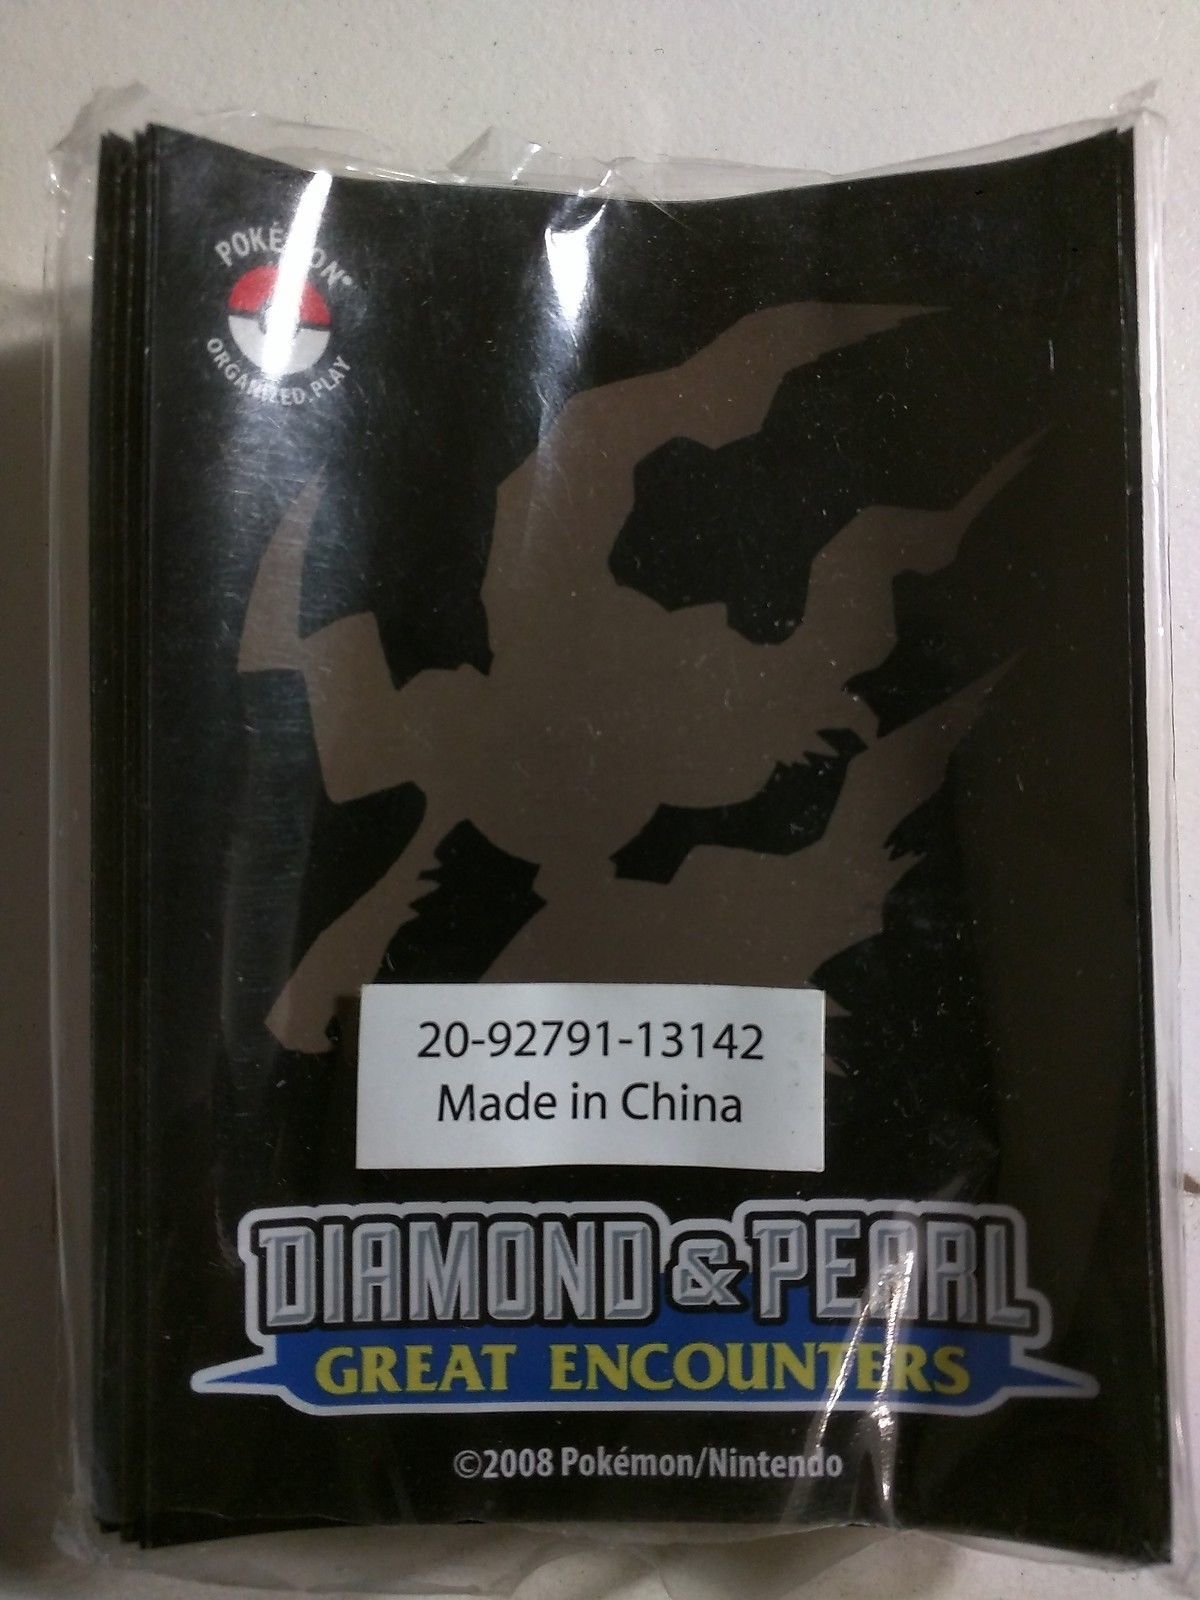 POKÉMON®
ORGANIZED PLAY
20-92791-13142
Made in China
DIAMOND & PEARL
GREAT ENCOUNTERS
©2008 Pokémon/Nintendo